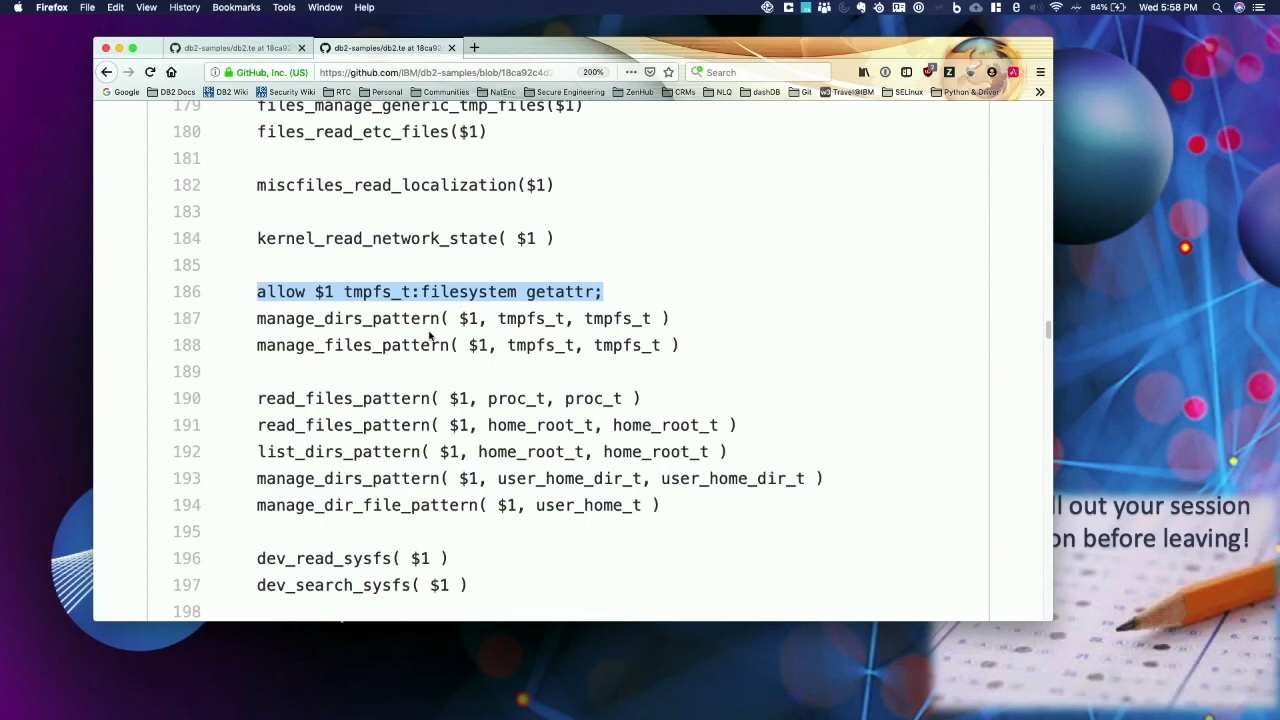 Firefox File Edit View History Bookmarks Tools Window Help 84% Wed 5:58 PM
db2-samples/db2.te at 18ca92 db2-samples/db2.te at 18ca92
GitHub, Inc. (US) https://github.com/IBM/db2-samples/blob/18ca92c4d 200% Search
Google DB2 Docs DB2 Wiki Security Wiki RTC Personal Communities NatEnc Secure Engineering ZenHub CRMs NLQ dashDB Git Travel@IBM SELinux Python & Driver
179 files_manage_generic_tmp_files($1)
180 files_read_etc_files($1)
181
182 miscfiles_read_localization($1)
183
184 kernel_read_network_state( $1 )
185
186 allow $1 tmpfs_t:filesystem getattr;
187 manage_dirs_pattern( $1, tmpfs_t, tmpfs_t )
188 manage_files_pattern( $1, tmpfs_t, tmpfs_t )
189
190 read_files_pattern( $1, proc_t, proc_t )
191 read_files_pattern( $1, home_root_t, home_root_t )
192 list_dirs_pattern( $1, home_root_t, home_root_t )
193 manage_dirs_pattern( $1, user_home_dir_t, user_home_dir_t )
194 manage_dir_file_pattern( $1, user_home_t )
195
196 dev_read_sysfs( $1 )
197 dev_search_sysfs( $1 )
198
ll out your session
on before leaving!